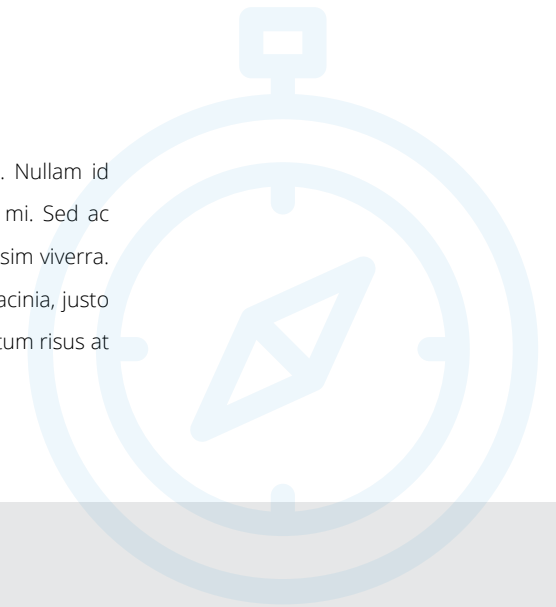 . Nullam id
mi. Sed ac
sim viverra.
acinia, justo
tum risus at